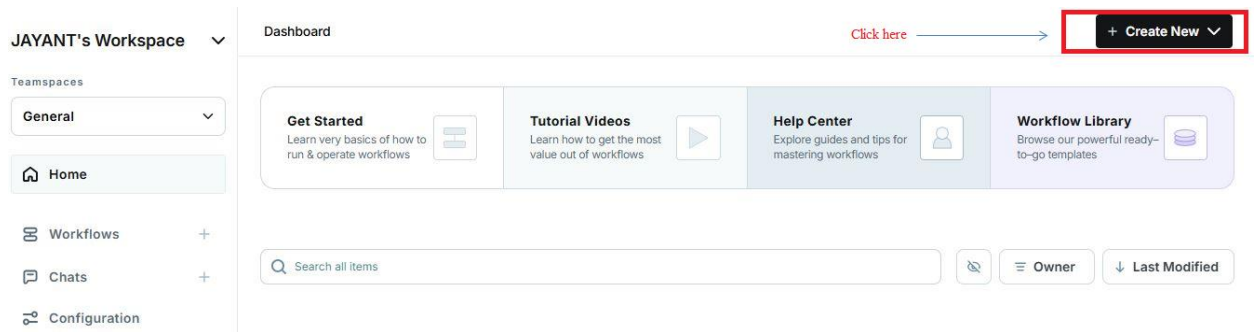 JAYANT's Workspace
Teamspaces
General
Home
Workflows
Chats
Configuration
Dashboard
Click here
+ Create New
Get Started
Learn very basics of how to
run & operate workflows
Tutorial Videos
Learn how to get the most
value out of workflows
Help Center
Explore guides and tips for
mastering workflows
Workflow Library
Browse our powerful ready-
to-go templates
Search all items
Owner
Last Modified